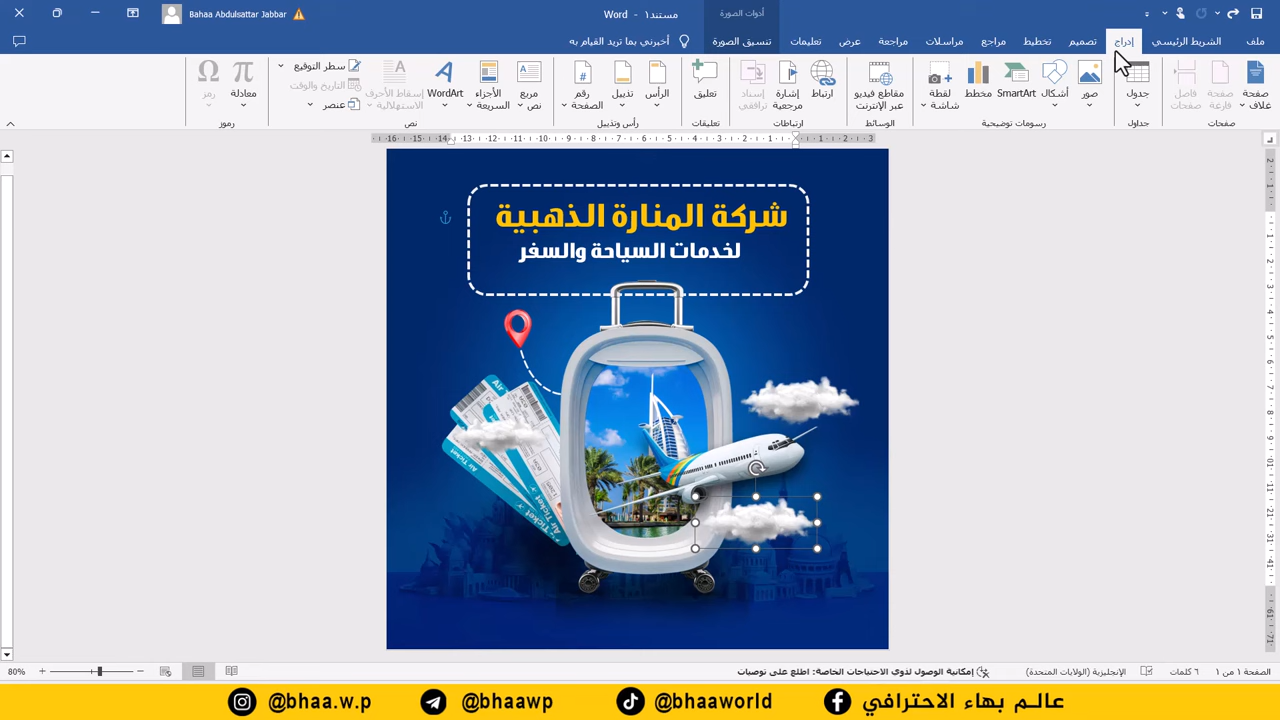 Bahaa Abdulsattar Jabbar
أدوات الصورة
مستند١ - Word
ملف
الشريط الرئيسي
إدراج
تصميم
تخطيط
مراجع
مراسلات
مراجعة
عرض
تعليمات
تنسيق الصورة
أخبرني بما تريد القيام به
صفحة غلاف
صفحة فارغة
فاصل صفحات
جدول
صور
أشكال
SmartArt
مخطط
لقطة شاشة
مقاطع فيديو عبر الإنترنت
ارتباط
إشارة مرجعية
إسناد ترافقي
تعليق
الرأس
تذييل
رقم الصفحة
مربع نص
الأجزاء السريعة
WordArt
إسقاط الأحرف الاستهلالية
سطر التوقيع
التاريخ والوقت
عنصر
معادلة
رمز
صفحات
جداول
رسومات توضيحية
الوسائط
ارتباطات
تعليقات
رأس وتذييل
نص
رموز
شركة المنارة الذهبية
لخدمات السياحة والسفر
Air Ticket
Air Ticket
الصفحة ١ من ١
٦ كلمات
الإنجليزية (الولايات المتحدة)
إمكانية الوصول لذوي الاحتياجات الخاصة: اطلع على توصيات
80%
@bhaa.w.p
@bhaawp
@bhaaworld
عالم بهاء الاحترافي